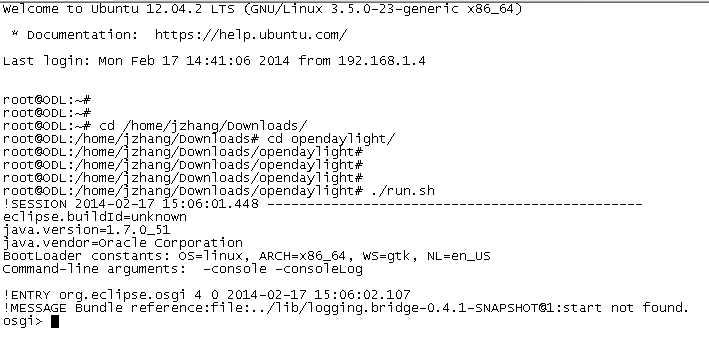 Welcome to Ubuntu 12.04.2 LTS (GNU/Linux 3.5.0-23-generic x86_64)
* Documentation:  https://help.ubuntu.com/
Last login: Mon Feb 17 14:41:06 2014 from 192.168.1.4
root@ODL:~#
root@ODL:~#
root@ODL:~# cd /home/jzhang/Downloads/
root@ODL:/home/jzhang/Downloads# cd opendaylight/
root@ODL:/home/jzhang/Downloads/opendaylight#
root@ODL:/home/jzhang/Downloads/opendaylight#
root@ODL:/home/jzhang/Downloads/opendaylight#
root@ODL:/home/jzhang/Downloads/opendaylight# ./run.sh
!SESSION 2014-02-17 15:06:01.448 -----------------------------------------------
eclipse.buildId=unknown
java.version=1.7.0_51
java.vendor=Oracle Corporation
BootLoader constants: OS=linux, ARCH=x86_64, WS=gtk, NL=en_US
Command-line arguments:  -console -consoleLog
!ENTRY org.eclipse.osgi 4 0 2014-02-17 15:06:02.107
!MESSAGE Bundle reference:file:../lib/logging.bridge-0.4.1-SNAPSHOT@1:start not found.
osgi>